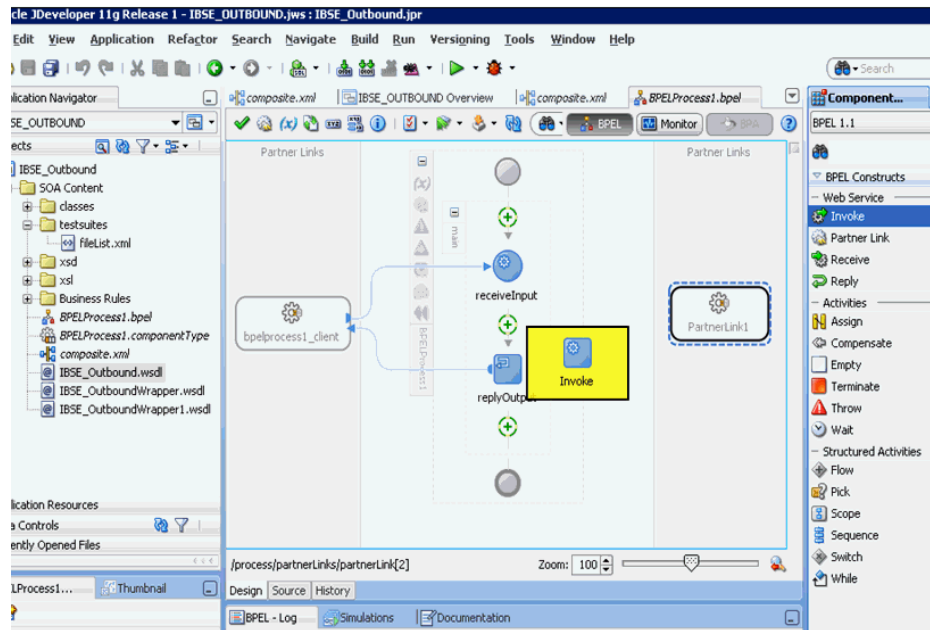 cle JDeveloper 11g Release 1 - IBSE_OUTBOUND.jws : IBSE_Outbound.jpr
Edit View Application Refactor Search Navigate Build Run Versioning Tools Window Help
Search
lication Navigator
composite.xml
IBSE_OUTBOUND Overview
composite.xml
BPELProcess1.bpel
Component...
SE_OUTBOUND
BPEL
Monitor
BPA
BPEL 1.1
ects
IBSE_Outbound
SOA Content
classes
testsuites
fileList.xml
xsd
xsl
Business Rules
BPELProcess1.bpel
BPELProcess1.componentType
composite.xml
IBSE_Outbound.wsdl
IBSE_OutboundWrapper.wsdl
IBSE_OutboundWrapper1.wsdl
lication Resources
a Controls
ently Opened Files
LProcess1...
Thumbnail
Partner Links
Partner Links
main
receiveInput
bpelprocess1_client
PartnerLink1
BPELProcess1
Invoke
replyOutp
/process/partnerLinks/partnerLink[2]
Zoom: 100
Design Source History
BPEL - Log
Simulations
Documentation
BPEL Constructs
Web Service
Invoke
Partner Link
Receive
Reply
Activities
Assign
Compensate
Empty
Terminate
Throw
Wait
Structured Activities
Flow
Pick
Scope
Sequence
Switch
While